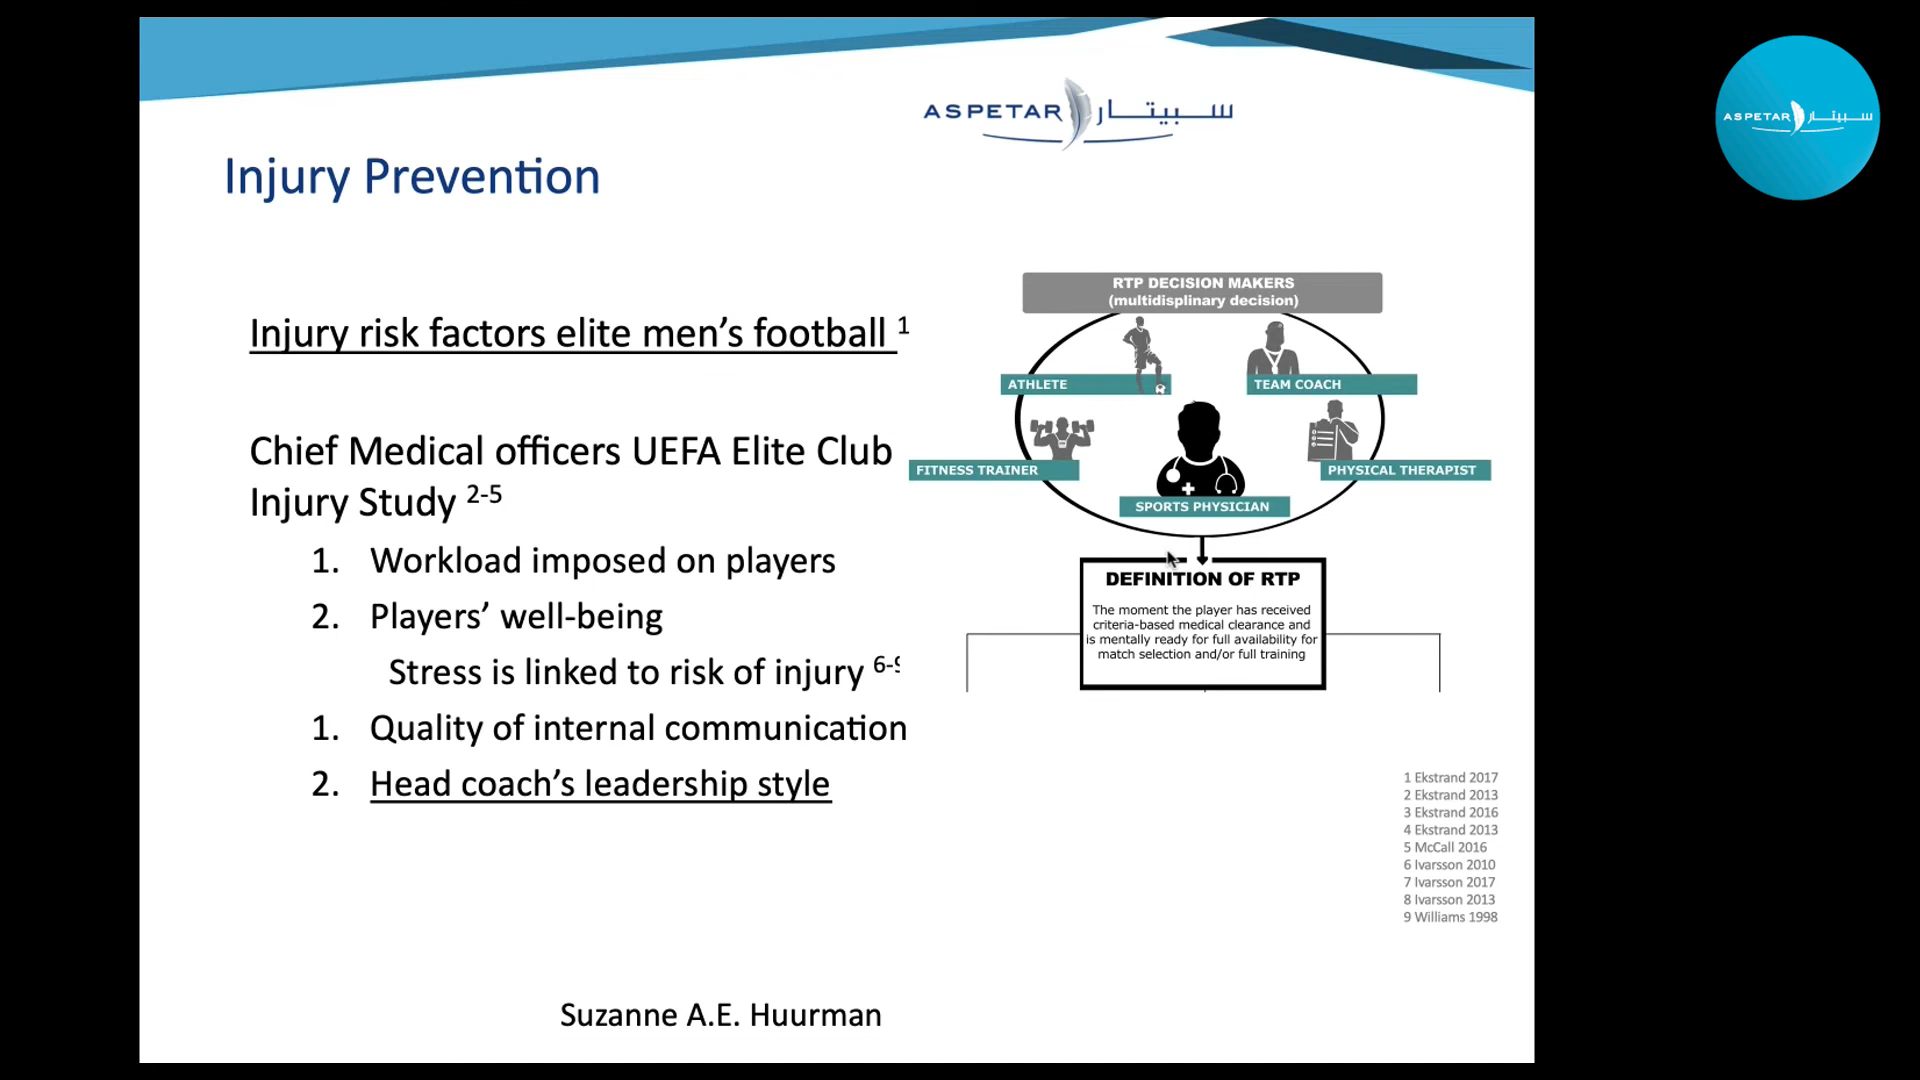 ASPETAR سبيتار
ASPETAR سبيتار
Injury Prevention
Injury risk factors elite men’s football 1
Chief Medical officers UEFA Elite Club
Injury Study 2-5
1. Workload imposed on players
2. Players’ well-being
Stress is linked to risk of injury 6-9
1. Quality of internal communication
2. Head coach’s leadership style
RTP DECISION MAKERS
(multidisplinary decision)
ATHLETE
TEAM COACH
FITNESS TRAINER
PHYSICAL THERAPIST
SPORTS PHYSICIAN
DEFINITION OF RTP
The moment the player has received
criteria-based medical clearance and
is mentally ready for full availability for
match selection and/or full training
1 Ekstrand 2017
2 Ekstrand 2013
3 Ekstrand 2016
4 Ekstrand 2013
5 McCall 2016
6 Ivarsson 2010
7 Ivarsson 2017
8 Ivarsson 2013
9 Williams 1998
Suzanne A.E. Huurman